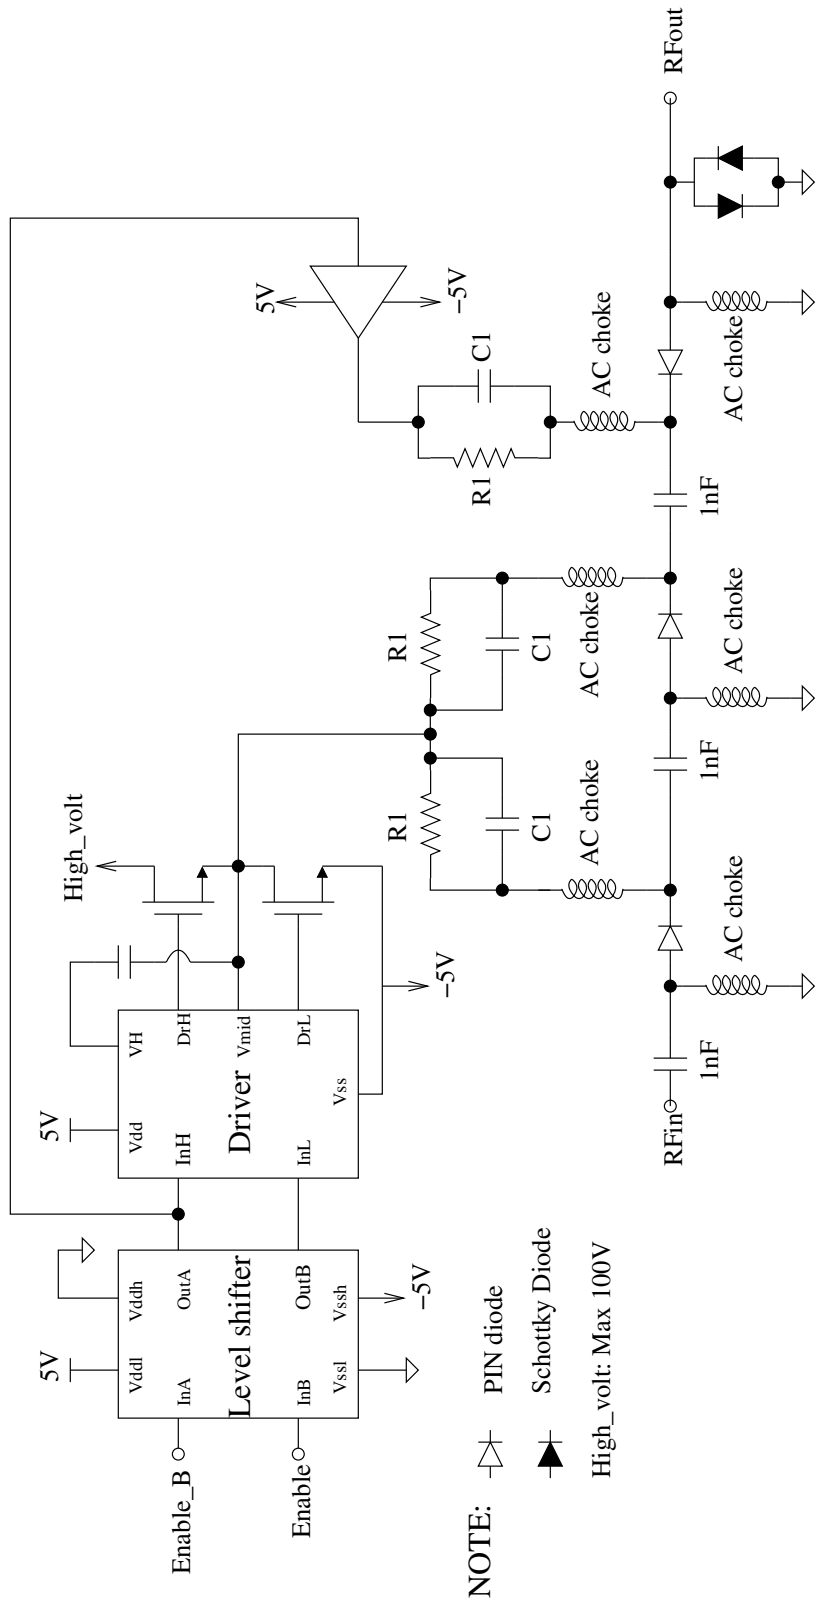 High_volt
5V
5V
VH
Vddh
Vdd
Vddl
DrH
OutA
InH
InA
Enable_B
Vmid
Driver
Level shifter
DrL
OutB
InL
InB
Enable
Vss
Vssh
Vssl
−5V
−5V
5V
−5V
R1
C1
AC choke
R1
C1
AC choke
R1
C1
AC choke
RFin
1nF
AC choke
1nF
AC choke
1nF
AC choke
RFout
NOTE:
PIN diode
Schottky Diode
High_volt: Max 100V